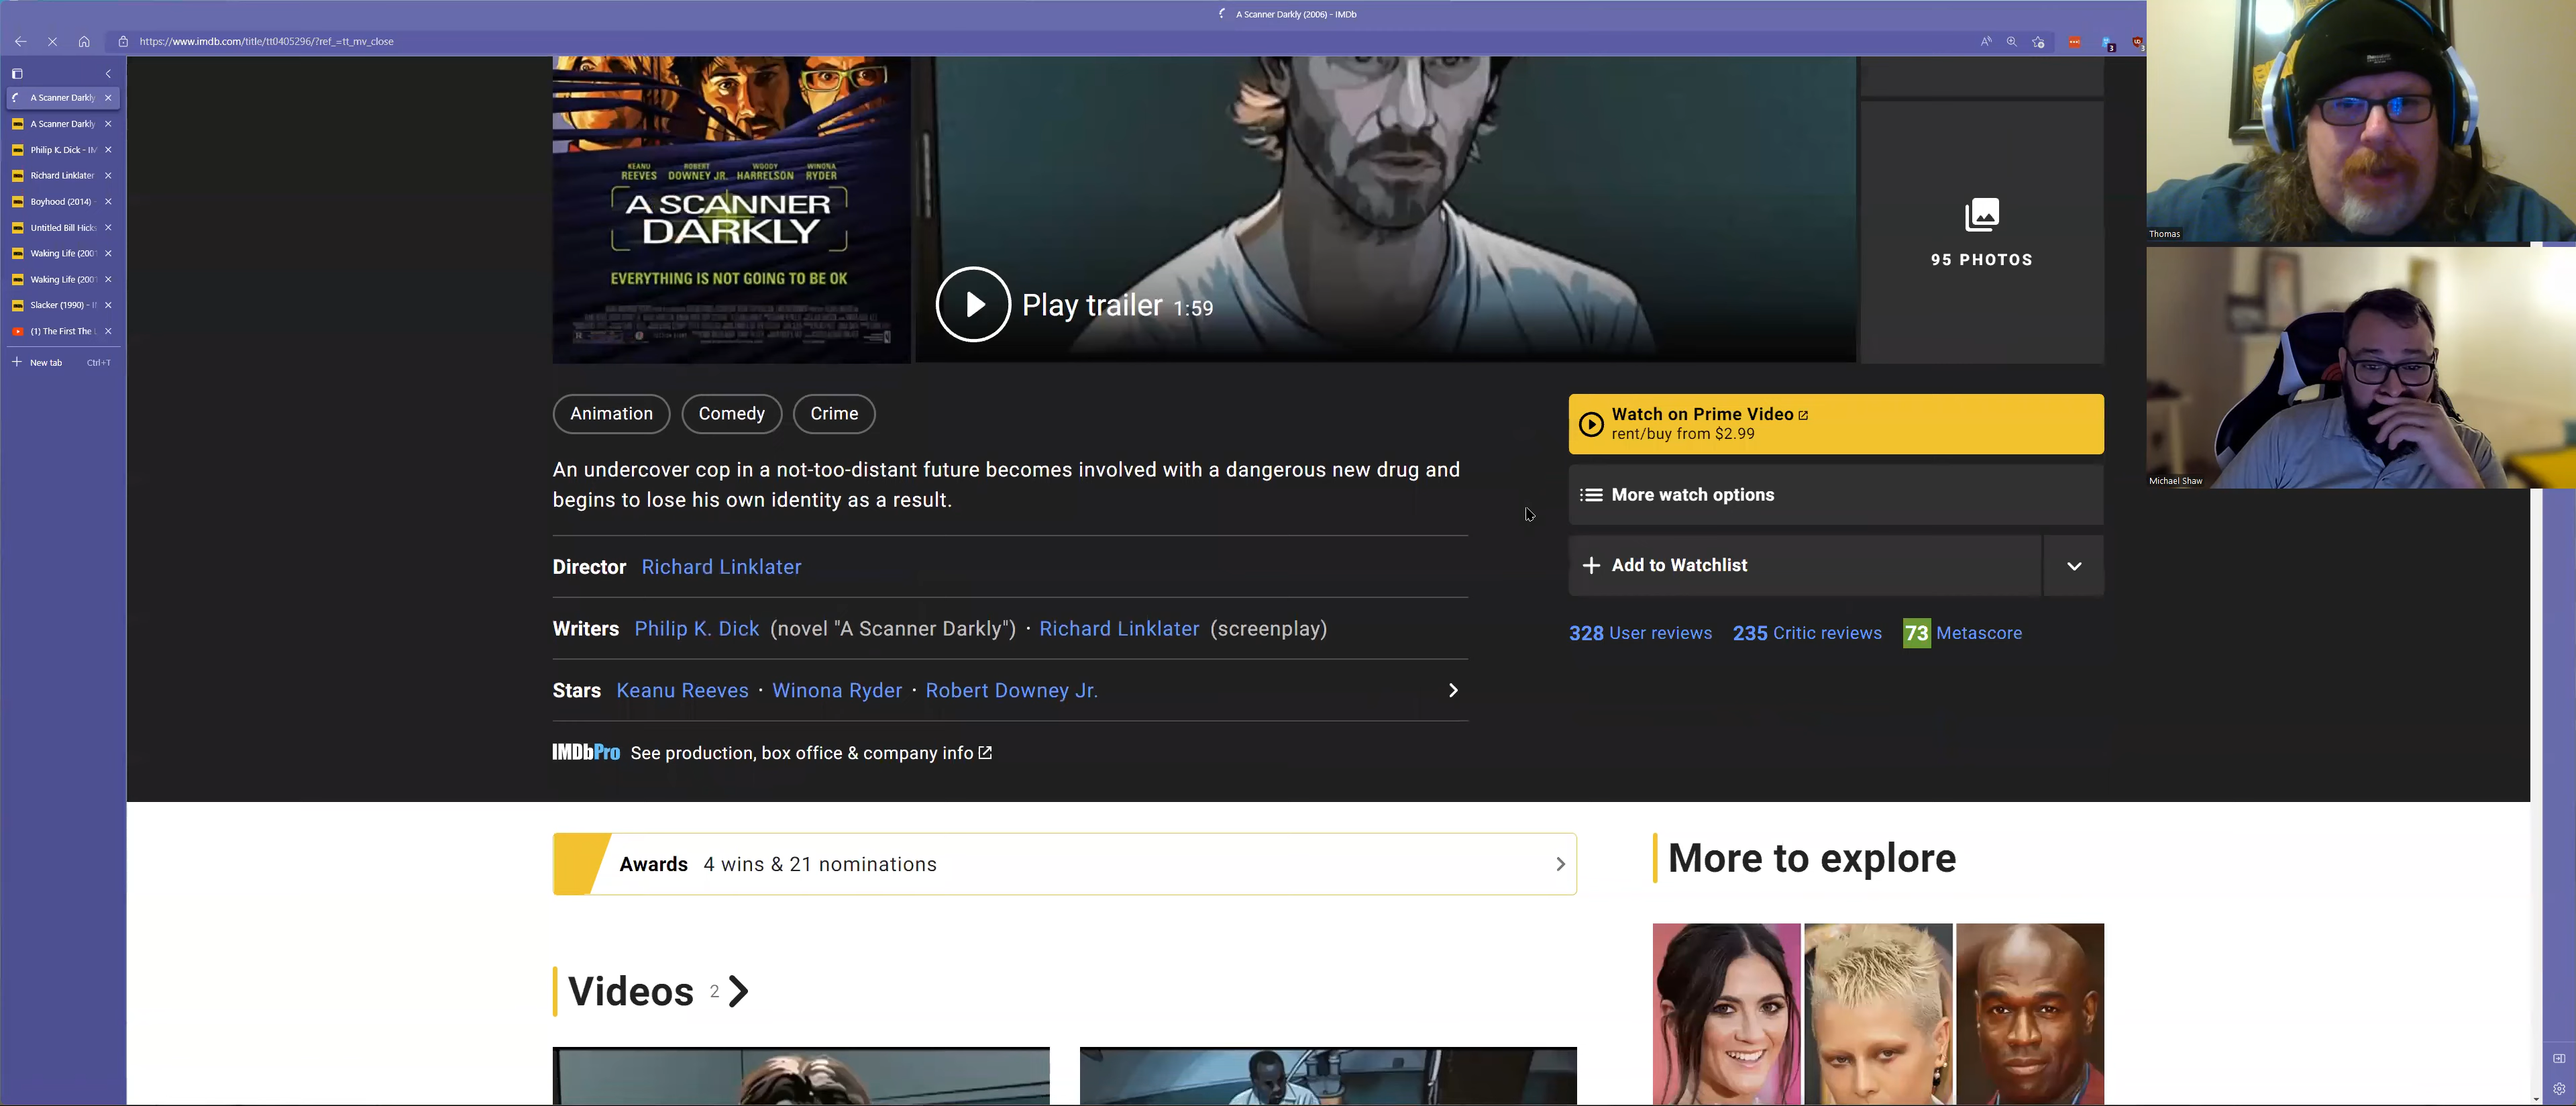 A Scanner Darkly (2006) - IMDb
https://www.imdb.com/title/tt0405296/?ref_=tt_mv_close
A Scanner Darkly
A Scanner Darkly
Philip K. Dick - IM
Richard Linklater
Boyhood (2014)
Untitled Bill Hicks
Waking Life (2001
Waking Life (2001
Slacker (1990) - I
(1) The First The
New tab Ctrl+T
KEANU REEVES
ROBERT DOWNEY JR.
WOODY HARRELSON
WINONA RYDER
A SCANNER
DARKLY
EVERYTHING IS NOT GOING TO BE OK
Play trailer 1:59
95 PHOTOS
Thomas
Michael Shaw
Animation
Comedy
Crime
An undercover cop in a not-too-distant future becomes involved with a dangerous new drug and
begins to lose his own identity as a result.
Director Richard Linklater
Writers Philip K. Dick (novel "A Scanner Darkly") · Richard Linklater (screenplay)
Stars Keanu Reeves · Winona Ryder · Robert Downey Jr.
IMDbPro See production, box office & company info
Watch on Prime Video
rent/buy from $2.99
More watch options
Add to Watchlist
328 User reviews 235 Critic reviews 73 Metascore
Awards 4 wins & 21 nominations
More to explore
Videos 2